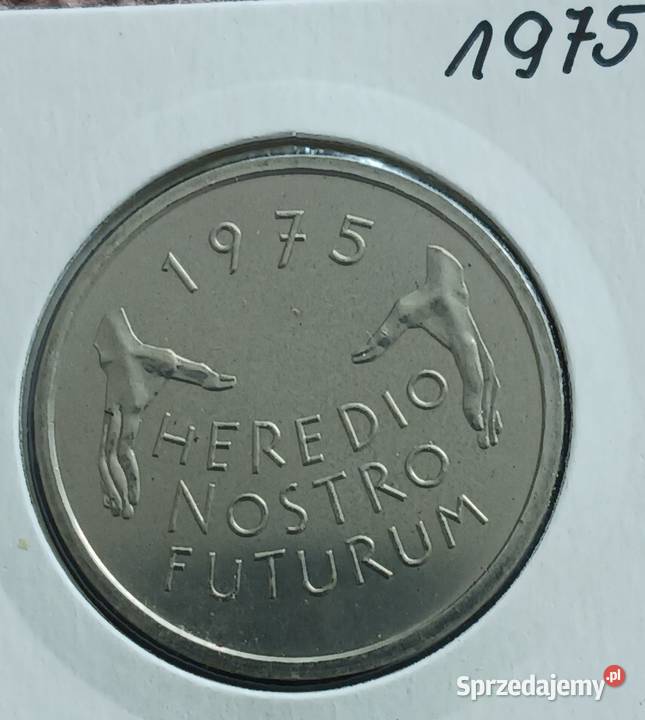 1975
1975
HEREDIO
NOSTRO
FUTURUM
Sprzedajemy.pl